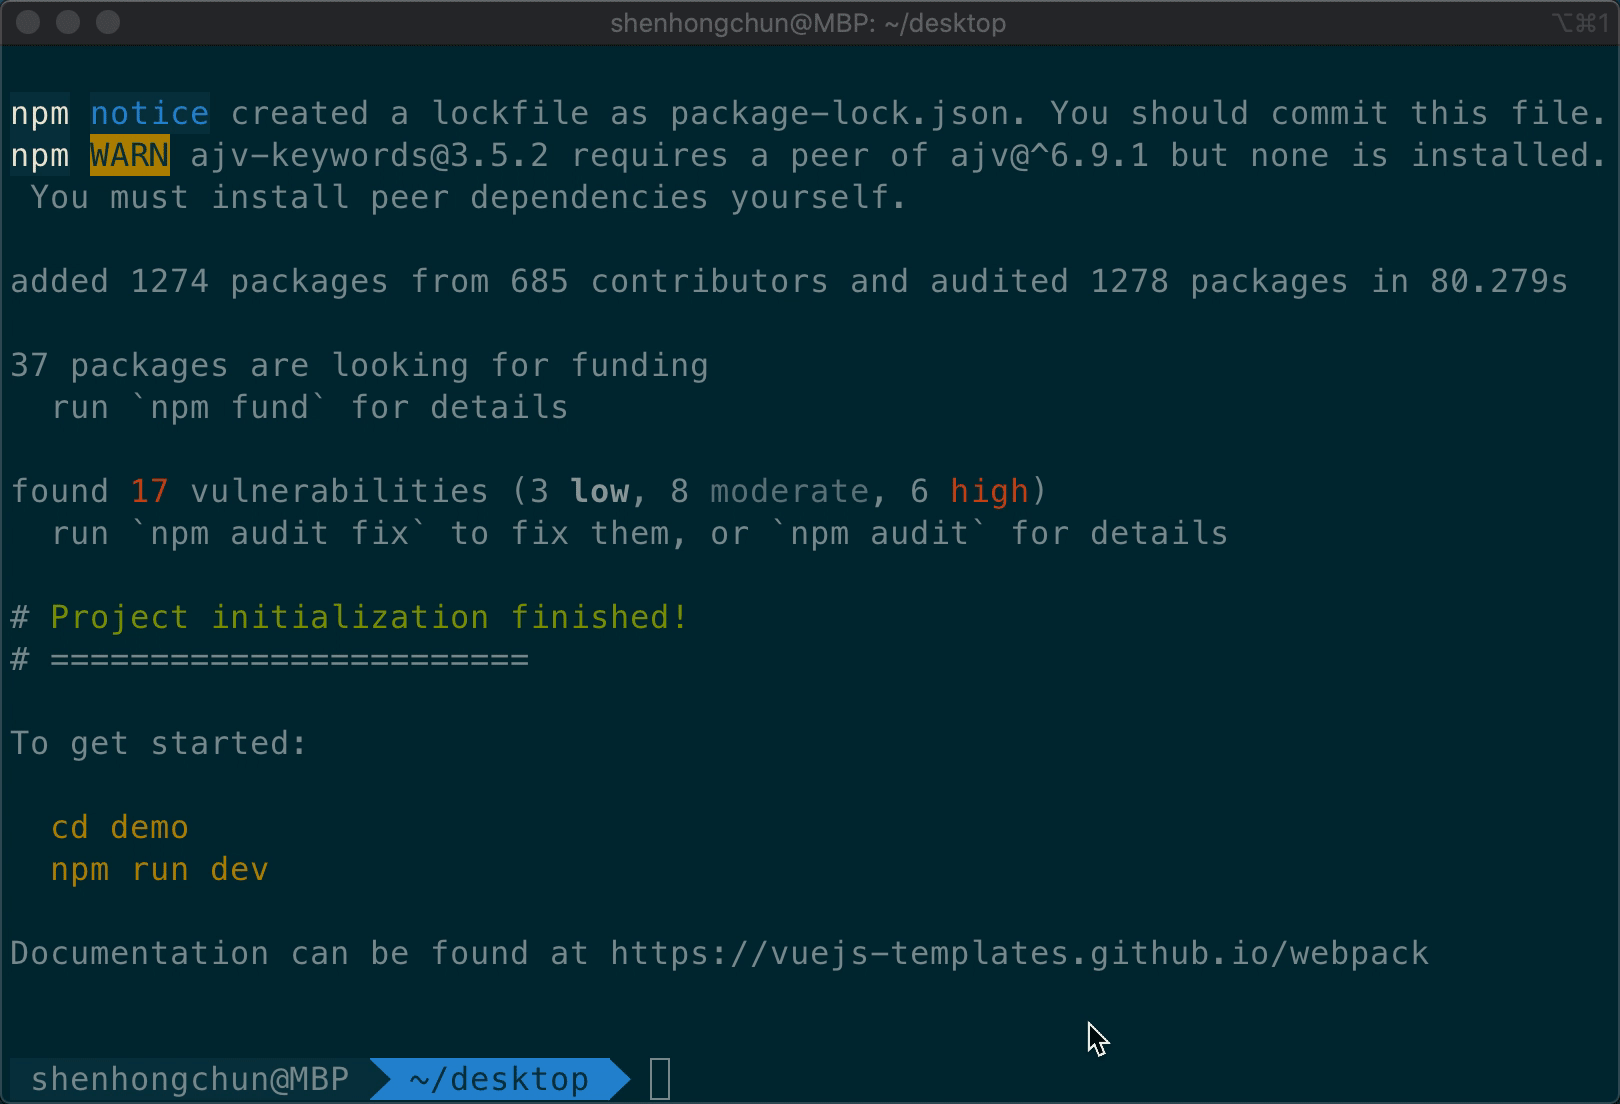 shenhongchun@MBP: ~/desktop ⌥⌘1
npm notice created a lockfile as package-lock.json. You should commit this file.
npm WARN ajv-keywords@3.5.2 requires a peer of ajv@^6.9.1 but none is installed.
 You must install peer dependencies yourself.
added 1274 packages from 685 contributors and audited 1278 packages in 80.279s
37 packages are looking for funding
  run `npm fund` for details
found 17 vulnerabilities (3 low, 8 moderate, 6 high)
  run `npm audit fix` to fix them, or `npm audit` for details
# Project initialization finished!
# ========================
To get started:
  cd demo
  npm run dev
Documentation can be found at https://vuejs-templates.github.io/webpack
shenhongchun@MBP ~/desktop